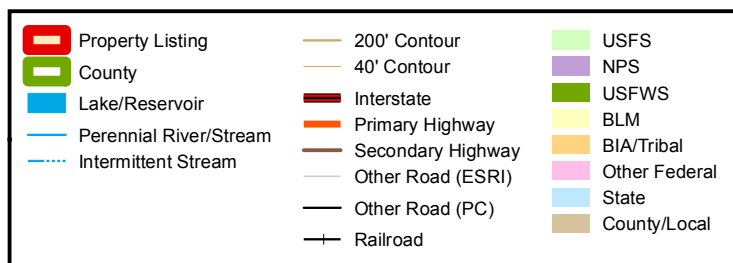 Property Listing
County
Lake/Reservoir
Perennial River/Stream
Intermittent Stream
200' Contour
40' Contour
Interstate
Primary Highway
Secondary Highway
Other Road (ESRI)
Other Road (PC)
Railroad
USFS
NPS
USFWS
BLM
BIA/Tribal
Other Federal
State
County/Local